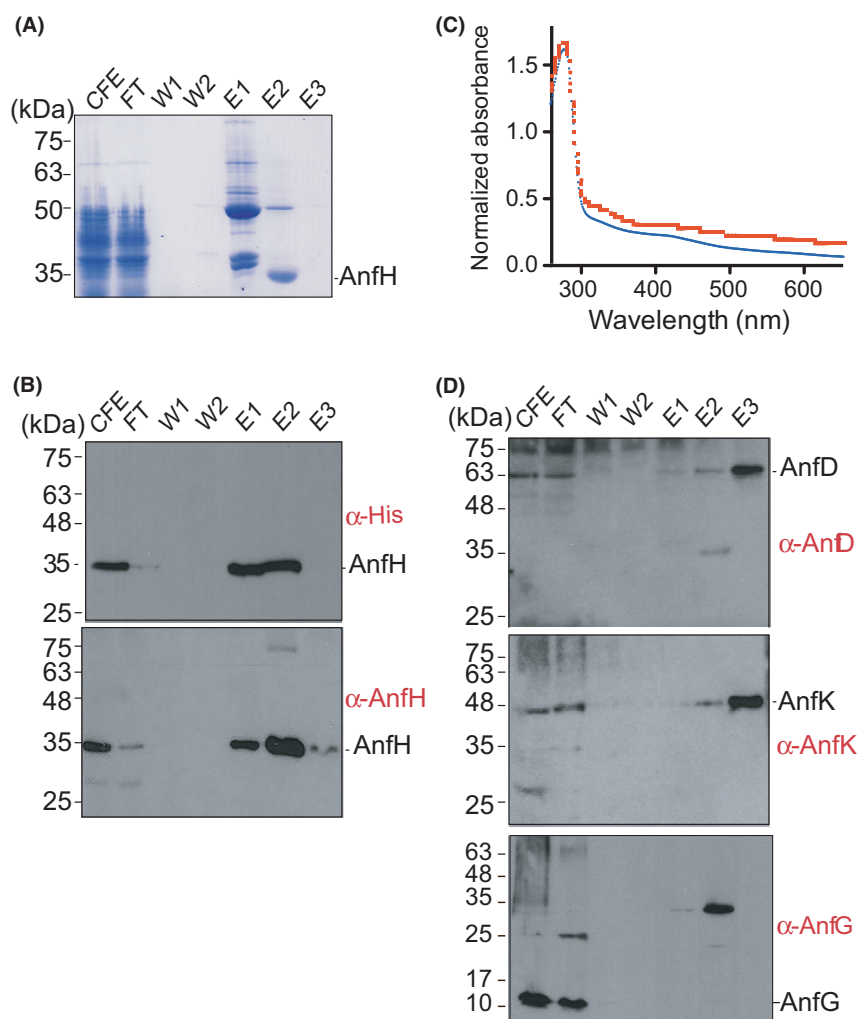 (A)
(kDa)
CFE FT W1 W2 E1 E2 E3
75
63
50
35
AnfH
(B)
(kDa)
CFE FT W1 W2 E1 E2 E3
75
63
48
35
25
α-His
AnfH
75
63
48
35
25
α-AnfH
AnfH
(C)
Normalized absorbance
1.5
1.0
0.5
0.0
300 400 500 600
Wavelength (nm)
(D)
(kDa)
CFE FT W1 W2 E1 E2 E3
75
63
48
35
25
AnfD
α-AnfD
75
63
48
35
25
AnfK
α-AnfK
63
48
35
25
17
10
α-AnfG
AnfG